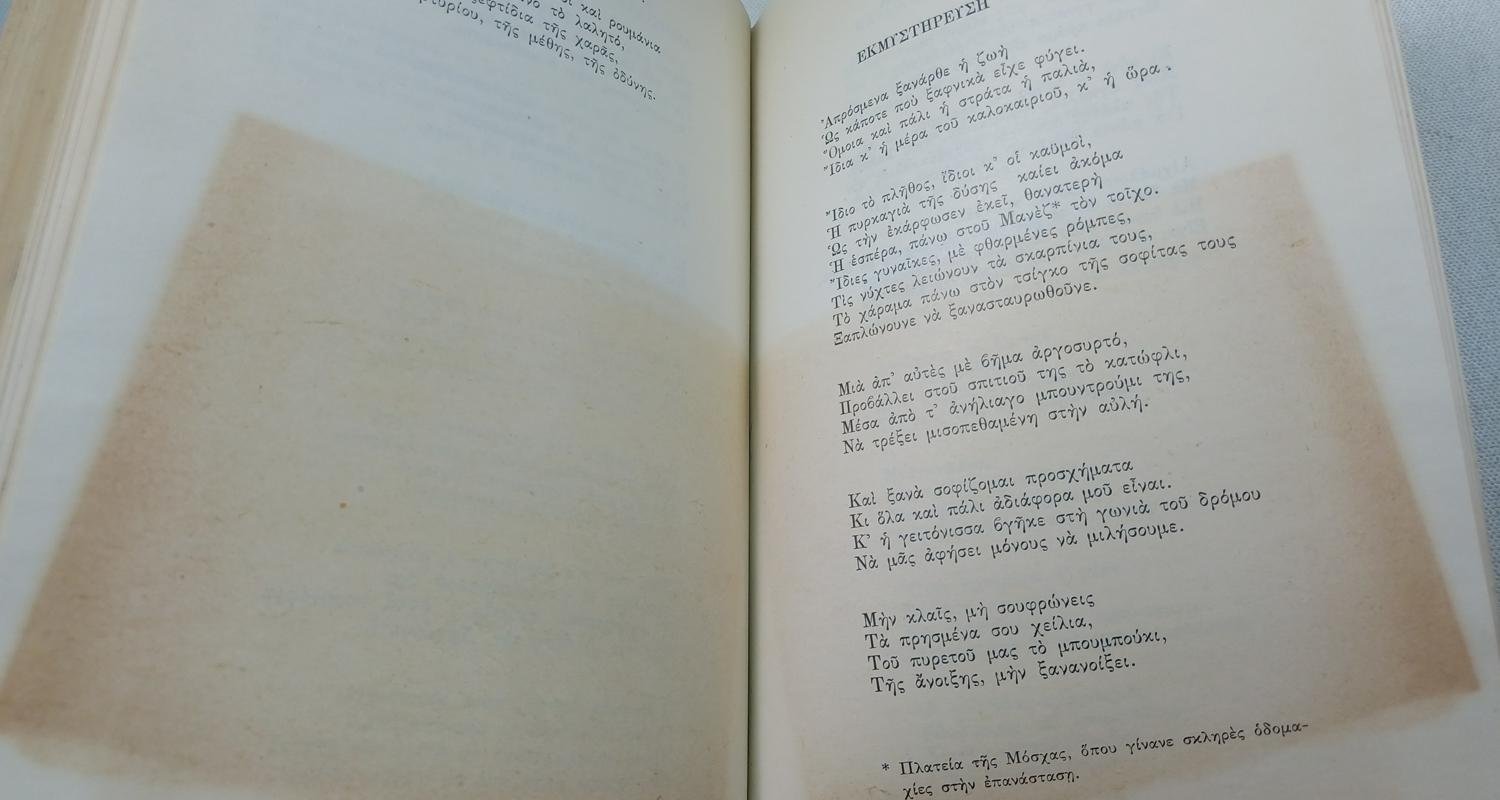 καὶ ρουμάνια
τὸ λαλητό,
τῆς χαρᾶς,
τῆς μέθης, τῆς ὀδύνης.
ΕΚΜΥΣΤΗΡΕΥΣΗ
Ἀπρόσμενα ξανάρθε ἡ ζωὴ
Ὡς κάποτε ποὺ ξαφνικὰ εἶχε φύγει.
Ὅμοια καὶ πάλι ἡ στράτα ἡ παλιὰ,
Ἴδια κ' ἡ μέρα τοῦ καλοκαιριοῦ, κ' ἡ ὥρα.
Ἴδιο τὸ πλῆθος, ἴδιοι κ' οἱ καϋμοὶ,
Ἡ πυρκαγιὰ τῆς δύσης καίει ἀκόμα
Ὡς τὴν ἐκάρφωσεν ἐκεῖ, θανατερὴ
Ἡ ἑσπέρα, πάνω στοῦ Μανὲζ* τὸν τοῖχο.
Ἴδιες γυναῖκες, μὲ φθαρμένες ρόμπες,
Τὶς νύχτες λειώνουν τὰ σκαρπίνια τους,
Τὸ χάραμα πάνω στὸν τσίγκο τῆς σοφίτας τους
Ξαπλώνουνε νὰ ξανασταυρωθοῦνε.
Μιὰ ἀπ' αὐτὲς μὲ βῆμα ἀργοσυρτό,
Προβάλλει στοῦ σπιτιοῦ της τὸ κατώφλι,
Μέσα ἀπὸ τ' ἀνήλιαγο μπουντρούμι της,
Νὰ τρέξει μισοπεθαμένη στὴν αὐλή.
Καὶ ξανὰ σοφίζομαι προσχήματα
Κι ὅλα καὶ πάλι ἀδιάφορα μοῦ εἶναι.
Κ' ἡ γειτόνισσα βγῆκε στὴ γωνιὰ τοῦ δρόμου
Νὰ μᾶς ἀφήσει μόνους νὰ μιλήσουμε.
Μὴν κλαῖς, μὴ σουφρώνεις
Τὰ πρησμένα σου χείλια,
Τοῦ πυρετοῦ μας τὸ μπουμπούκι,
Τῆς ἄνοιξης, μὴν ξανανοίξει.
* Πλατεία τῆς Μόσχας, ὅπου γίνανε σκληρὲς ὁδομα-
χίες στὴν ἐπανάσταση.